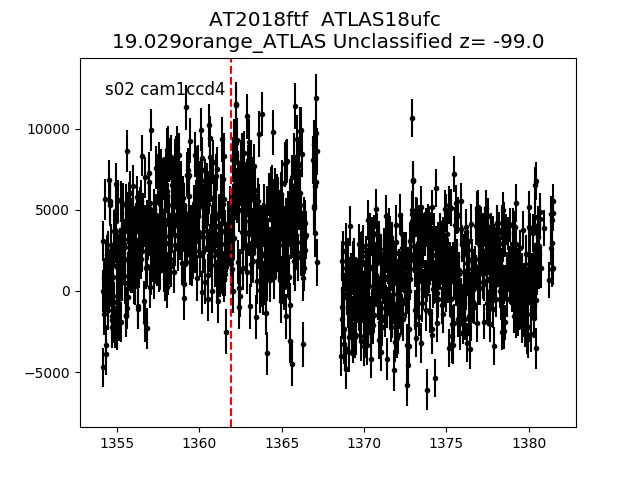 AT2018ftf  ATLAS18ufc
19.029orange_ATLAS Unclassified z= -99.0
s02 cam1ccd4
10000
5000
0
−5000
1355 1360 1365 1370 1375 1380